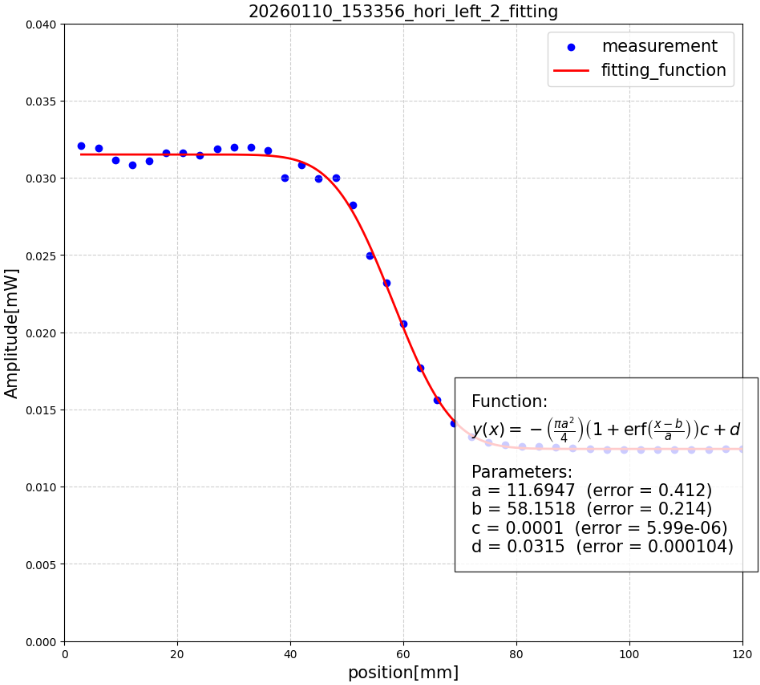 20260110_153356_hori_left_2_fitting
measurement
fitting_function
0.040
0.035
0.030
0.025
0.020
0.015
0.010
0.005
0.000
Amplitude[mW]
Function:
y(x) = −(πa²/4)(1 + erf((x−b)/a))c + d
Parameters:
a = 11.6947  (error = 0.412)
b = 58.1518  (error = 0.214)
c = 0.0001  (error = 5.99e-06)
d = 0.0315  (error = 0.000104)
0 20 40 60 80 100 120
position[mm]